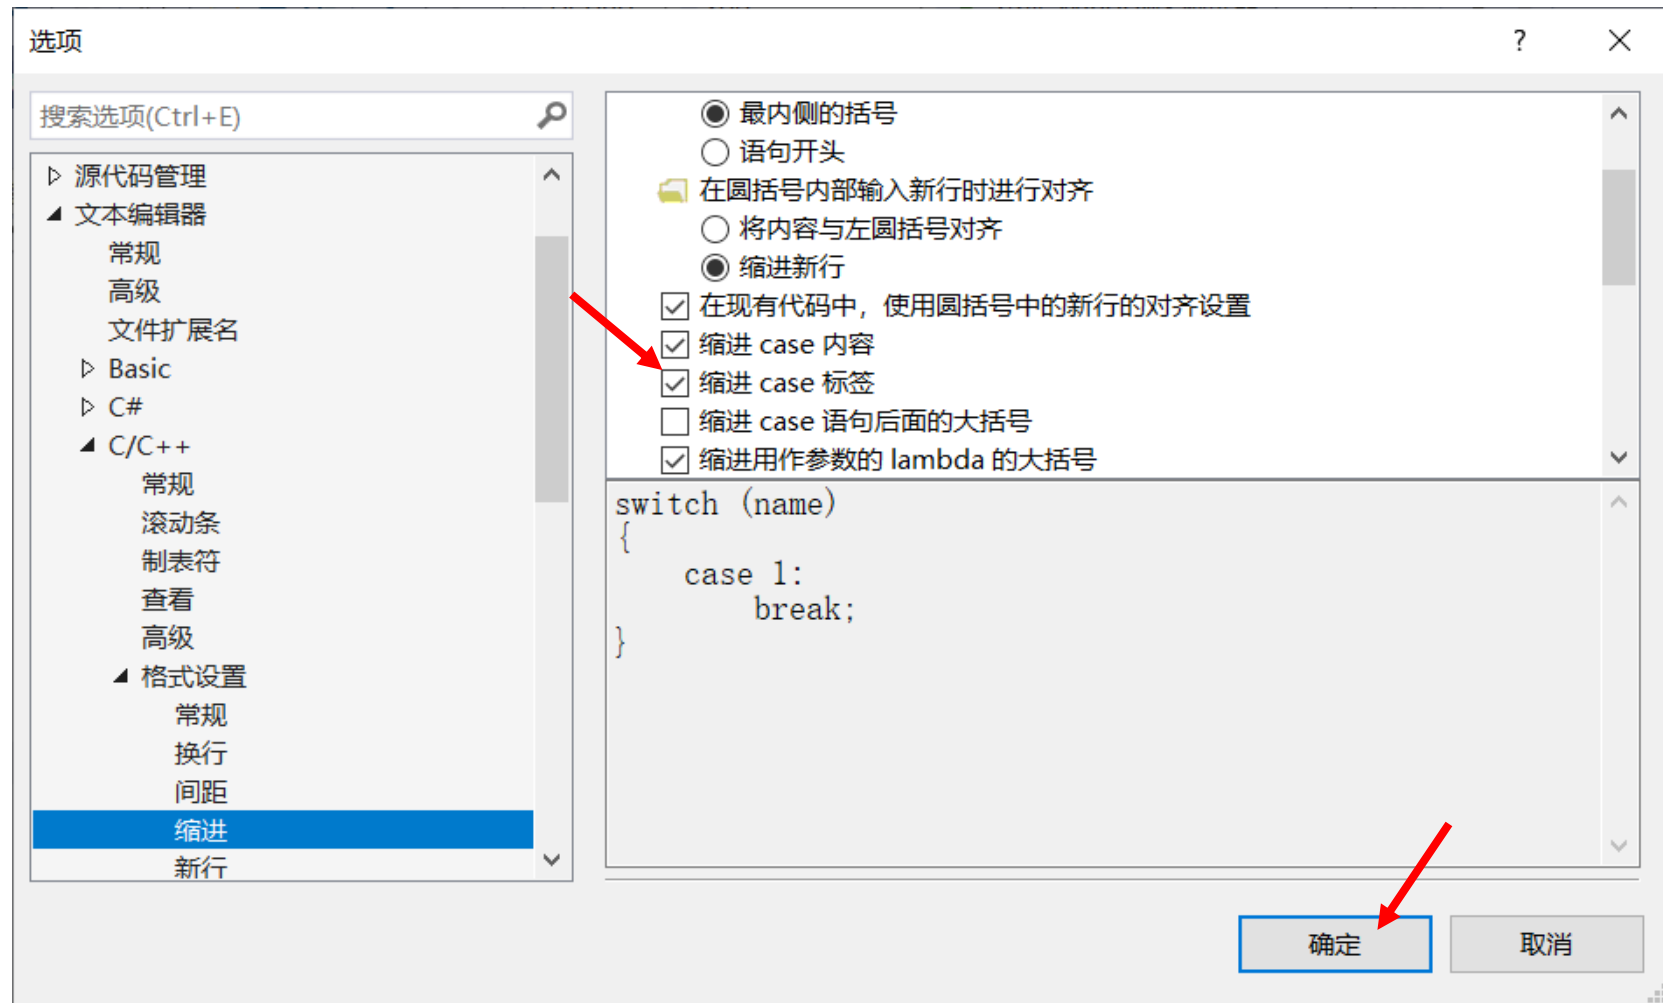 选项
?
搜索选项(Ctrl+E)
源代码管理
文本编辑器
常规
高级
文件扩展名
Basic
C#
C/C++
常规
滚动条
制表符
查看
高级
格式设置
常规
换行
间距
缩进
新行
最内侧的括号
语句开头
在圆括号内部输入新行时进行对齐
将内容与左圆括号对齐
缩进新行
在现有代码中，使用圆括号中的新行的对齐设置
缩进 case 内容
缩进 case 标签
缩进 case 语句后面的大括号
缩进用作参数的 lambda 的大括号
switch (name)
{
    case 1:
        break;
}
确定
取消